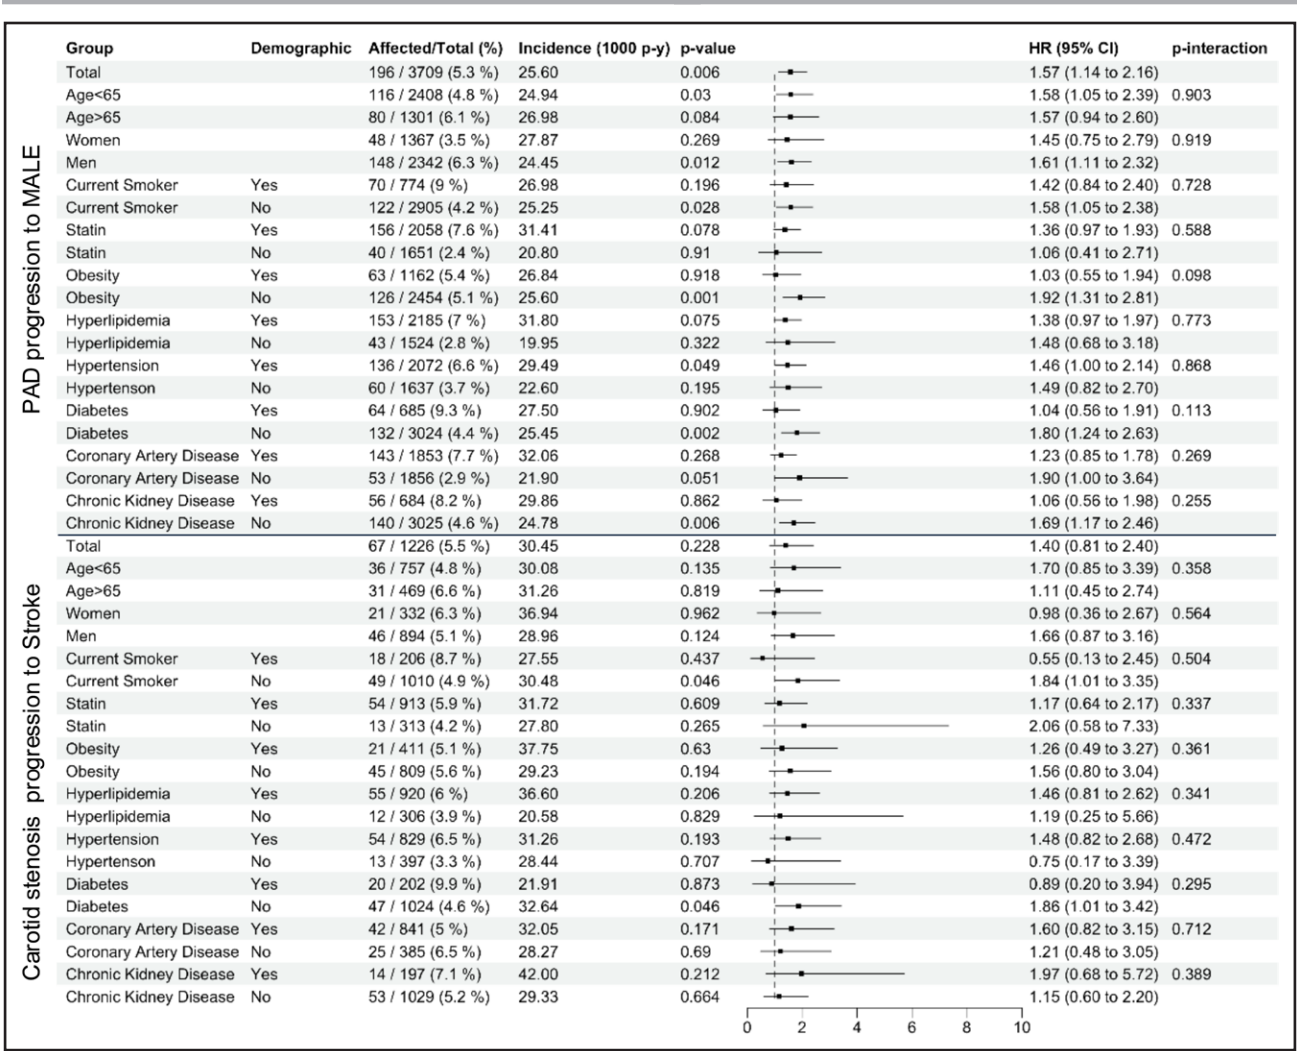 Group Demographic Affected/Total (%) Incidence (1000 p-y) p-value HR (95% CI) p-interaction
PAD progression to MALE
Total 196 / 3709 (5.3 %) 25.60 0.006 1.57 (1.14 to 2.16)
Age<65 116 / 2408 (4.8 %) 24.94 0.03 1.58 (1.05 to 2.39) 0.903
Age>65 80 / 1301 (6.1 %) 26.98 0.084 1.57 (0.94 to 2.60)
Women 48 / 1367 (3.5 %) 27.87 0.269 1.45 (0.75 to 2.79) 0.919
Men 148 / 2342 (6.3 %) 24.45 0.012 1.61 (1.11 to 2.32)
Current Smoker Yes 70 / 774 (9 %) 26.98 0.196 1.42 (0.84 to 2.40) 0.728
Current Smoker No 122 / 2905 (4.2 %) 25.25 0.028 1.58 (1.05 to 2.38)
Statin Yes 156 / 2058 (7.6 %) 31.41 0.078 1.36 (0.97 to 1.93) 0.588
Statin No 40 / 1651 (2.4 %) 20.80 0.91 1.06 (0.41 to 2.71)
Obesity Yes 63 / 1162 (5.4 %) 26.84 0.918 1.03 (0.55 to 1.94) 0.098
Obesity No 126 / 2454 (5.1 %) 25.60 0.001 1.92 (1.31 to 2.81)
Hyperlipidemia Yes 153 / 2185 (7 %) 31.80 0.075 1.38 (0.97 to 1.97) 0.773
Hyperlipidemia No 43 / 1524 (2.8 %) 19.95 0.322 1.48 (0.68 to 3.18)
Hypertension Yes 136 / 2072 (6.6 %) 29.49 0.049 1.46 (1.00 to 2.14) 0.868
Hypertenson No 60 / 1637 (3.7 %) 22.60 0.195 1.49 (0.82 to 2.70)
Diabetes Yes 64 / 685 (9.3 %) 27.50 0.902 1.04 (0.56 to 1.91) 0.113
Diabetes No 132 / 3024 (4.4 %) 25.45 0.002 1.80 (1.24 to 2.63)
Coronary Artery Disease Yes 143 / 1853 (7.7 %) 32.06 0.268 1.23 (0.85 to 1.78) 0.269
Coronary Artery Disease No 53 / 1856 (2.9 %) 21.90 0.051 1.90 (1.00 to 3.64)
Chronic Kidney Disease Yes 56 / 684 (8.2 %) 29.86 0.862 1.06 (0.56 to 1.98) 0.255
Chronic Kidney Disease No 140 / 3025 (4.6 %) 24.78 0.006 1.69 (1.17 to 2.46)
Carotid stenosis progression to Stroke
Total 67 / 1226 (5.5 %) 30.45 0.228 1.40 (0.81 to 2.40)
Age<65 36 / 757 (4.8 %) 30.08 0.135 1.70 (0.85 to 3.39) 0.358
Age>65 31 / 469 (6.6 %) 31.26 0.819 1.11 (0.45 to 2.74)
Women 21 / 332 (6.3 %) 36.94 0.962 0.98 (0.36 to 2.67) 0.564
Men 46 / 894 (5.1 %) 28.96 0.124 1.66 (0.87 to 3.16)
Current Smoker Yes 18 / 206 (8.7 %) 27.55 0.437 0.55 (0.13 to 2.45) 0.504
Current Smoker No 49 / 1010 (4.9 %) 30.48 0.046 1.84 (1.01 to 3.35)
Statin Yes 54 / 913 (5.9 %) 31.72 0.609 1.17 (0.64 to 2.17) 0.337
Statin No 13 / 313 (4.2 %) 27.80 0.265 2.06 (0.58 to 7.33)
Obesity Yes 21 / 411 (5.1 %) 37.75 0.63 1.26 (0.49 to 3.27) 0.361
Obesity No 45 / 809 (5.6 %) 29.23 0.194 1.56 (0.80 to 3.04)
Hyperlipidemia Yes 55 / 920 (6 %) 36.60 0.206 1.46 (0.81 to 2.62) 0.341
Hyperlipidemia No 12 / 306 (3.9 %) 20.58 0.829 1.19 (0.25 to 5.66)
Hypertension Yes 54 / 829 (6.5 %) 31.26 0.193 1.48 (0.82 to 2.68) 0.472
Hypertenson No 13 / 397 (3.3 %) 28.44 0.707 0.75 (0.17 to 3.39)
Diabetes Yes 20 / 202 (9.9 %) 21.91 0.873 0.89 (0.20 to 3.94) 0.295
Diabetes No 47 / 1024 (4.6 %) 32.64 0.046 1.86 (1.01 to 3.42)
Coronary Artery Disease Yes 42 / 841 (5 %) 32.05 0.171 1.60 (0.82 to 3.15) 0.712
Coronary Artery Disease No 25 / 385 (6.5 %) 28.27 0.69 1.21 (0.48 to 3.05)
Chronic Kidney Disease Yes 14 / 197 (7.1 %) 42.00 0.212 1.97 (0.68 to 5.72) 0.389
Chronic Kidney Disease No 53 / 1029 (5.2 %) 29.33 0.664 1.15 (0.60 to 2.20)
0 2 4 6 8 10